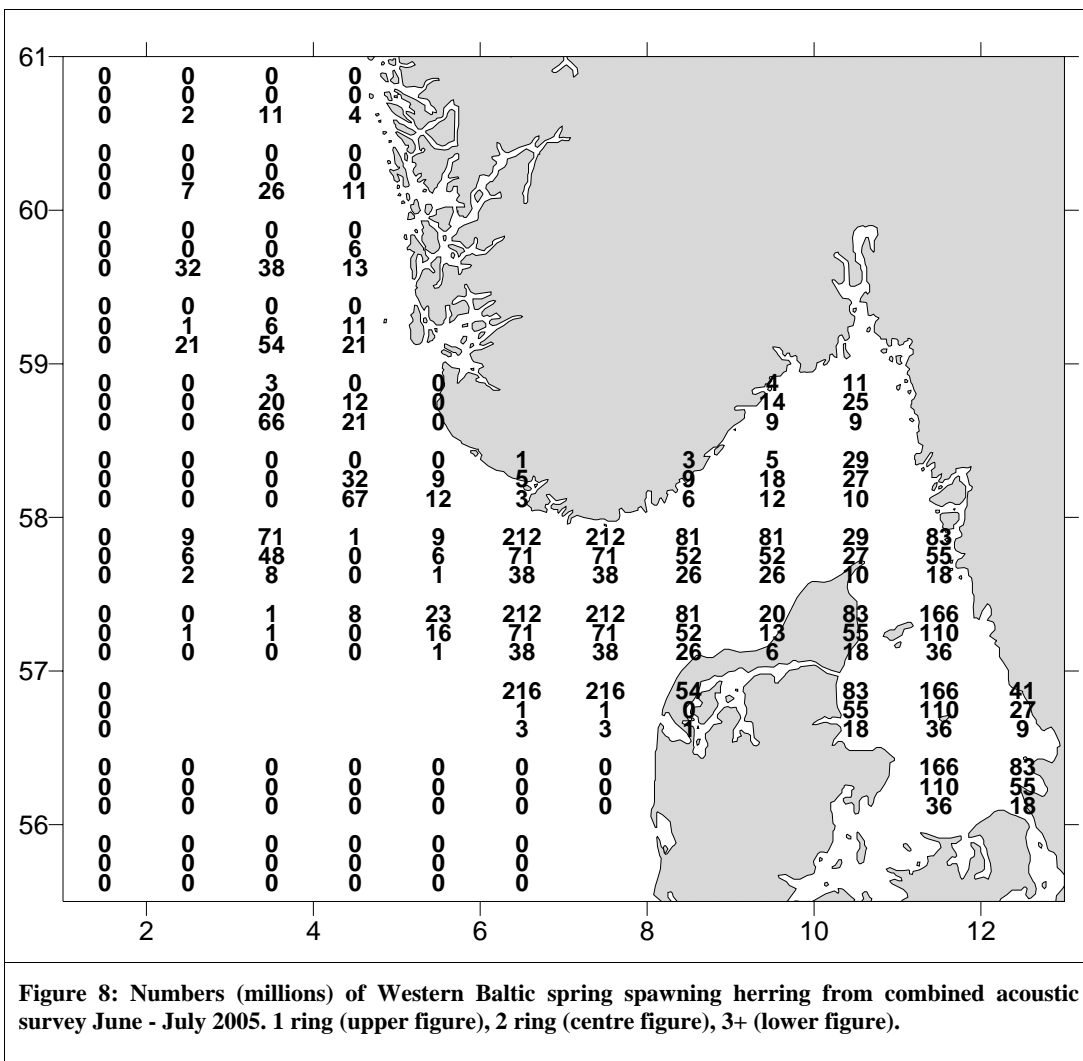 61
0 0 0 0
0 0 0 0
0 2 11 4
0 0 0 0
0 0 0 0
0 7 26 11
60
0 0 0 0
0 0 0 6
0 32 38 13
0 0 0 0
0 1 6 11
0 21 54 21
59
0 0 3 0 0 4 11
0 0 20 12 0 14 25
0 0 66 21 0 9 9
0 0 0 0 0 1 3 5 29
0 0 0 32 9 5 9 18 27
0 0 0 67 12 3 6 12 10
58
0 9 71 1 9 212 212 81 81 29 83
0 6 48 0 6 71 71 52 52 27 55
0 2 8 0 1 38 38 26 26 10 18
0 0 1 8 23 212 212 81 20 83 166
0 1 1 0 16 71 71 52 13 55 110
0 0 0 0 1 38 38 26 6 18 36
57
0 216 216 54 83 166 41
0 1 1 0 55 110 27
0 3 3 1 18 36 9
0 0 0 0 0 0 0 166 83
0 0 0 0 0 0 0 110 55
0 0 0 0 0 0 0 36 18
56
0 0 0 0 0 0
0 0 0 0 0 0
0 0 0 0 0 0
2 4 6 8 10 12
Figure 8: Numbers (millions) of Western Baltic spring spawning herring from combined acoustic
survey June - July 2005. 1 ring (upper figure), 2 ring (centre figure), 3+ (lower figure).